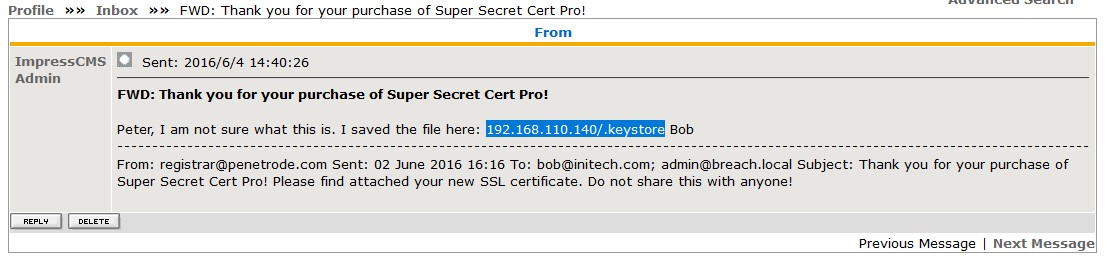 Advanced Search
Profile »» Inbox »» FWD: Thank you for your purchase of Super Secret Cert Pro!
From
ImpressCMS Admin
Sent: 2016/6/4 14:40:26
FWD: Thank you for your purchase of Super Secret Cert Pro!
Peter, I am not sure what this is. I saved the file here: 192.168.110.140/.keystore Bob
From: registrar@penetrode.com Sent: 02 June 2016 16:16 To: bob@initech.com; admin@breach.local Subject: Thank you for your purchase of
Super Secret Cert Pro! Please find attached your new SSL certificate. Do not share this with anyone!
REPLY DELETE
Previous Message | Next Message